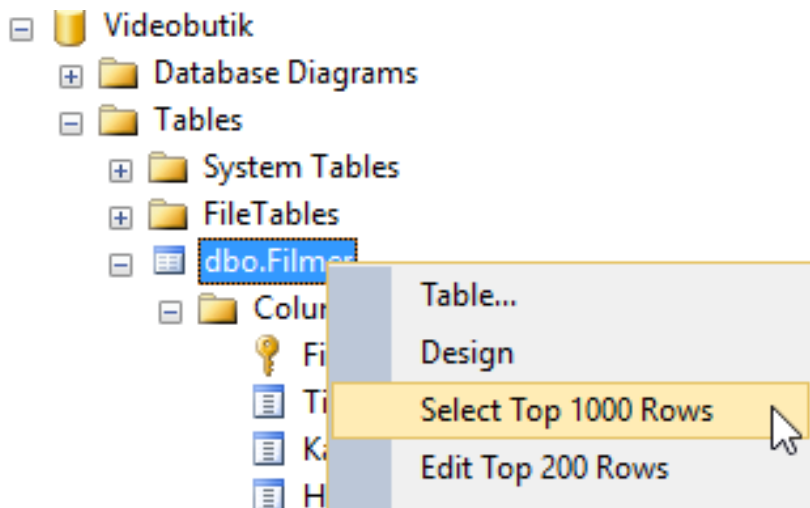 Videobutik
Database Diagrams
Tables
System Tables
FileTables
dbo.Filmer
Table...
Design
Select Top 1000 Rows
Edit Top 200 Rows